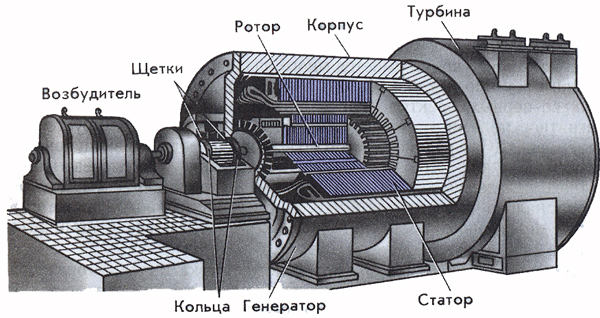 Турбина
Ротор
Корпус
Щетки
Возбудитель
Кольца
Генератор
Статор